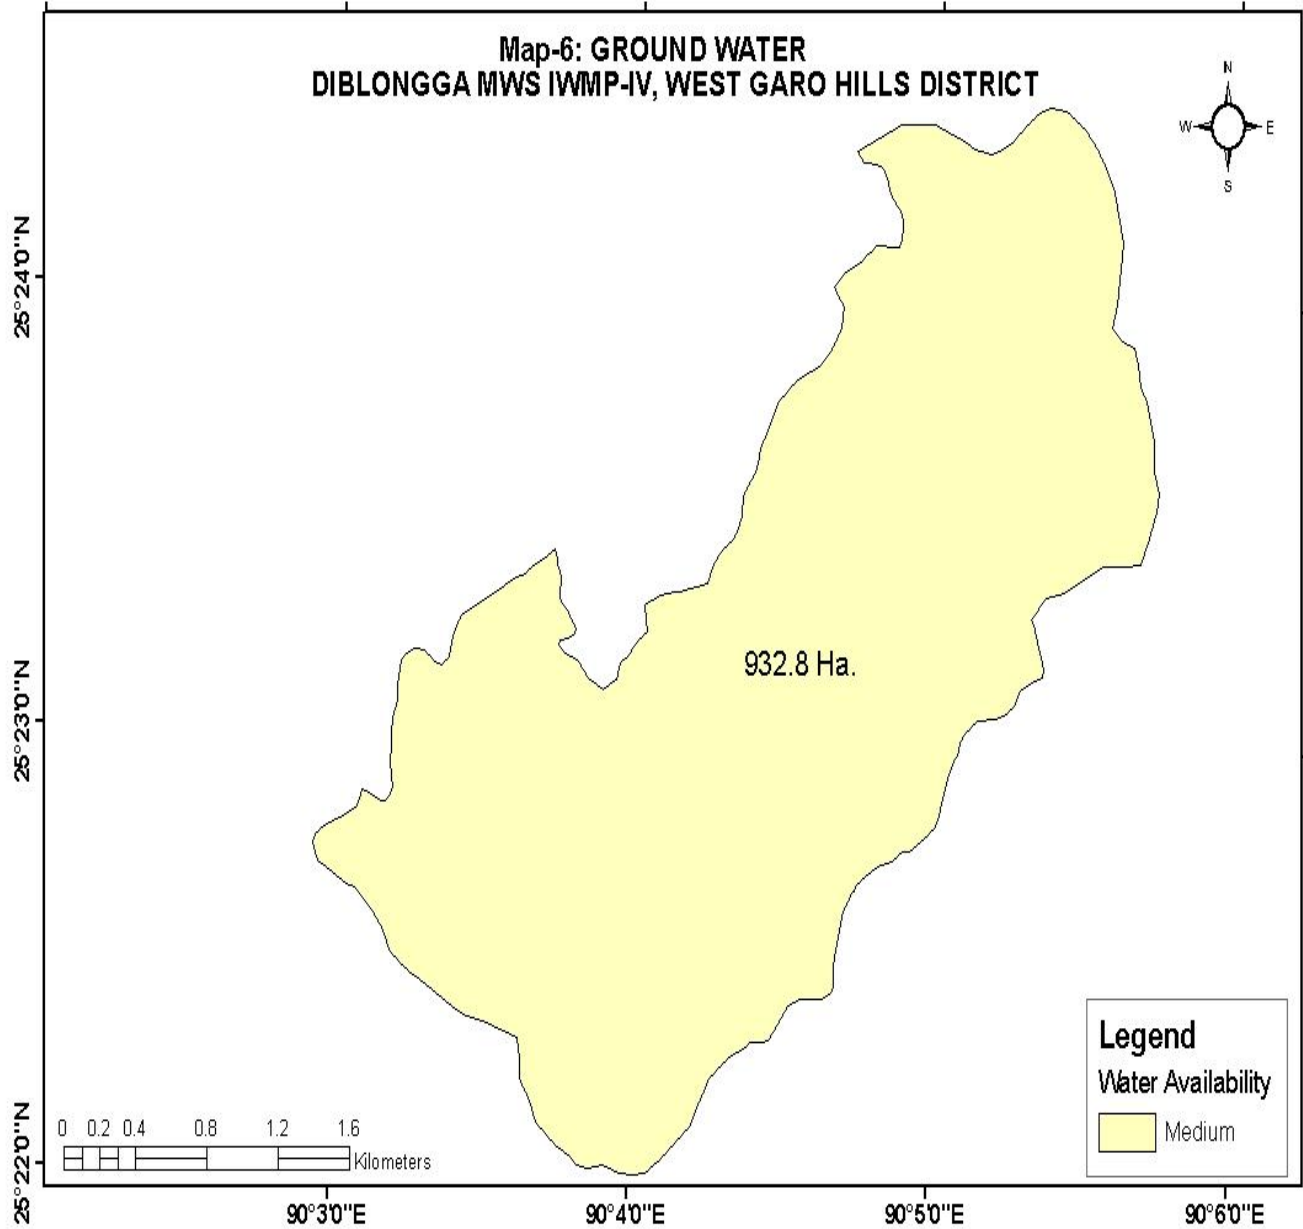 Map-6: GROUND WATER
DIBLONGGA MWS IWMP-IV, WEST GARO HILLS DISTRICT
N
W E
S
25°24'0"N
932.8 Ha.
25°23'0"N
Legend
Water Availability
Medium
0 0.2 0.4 0.8 1.2 1.6
Kilometers
25°22'0"N
90°3'0"E 90°4'0"E 90°5'0"E 90°6'0"E